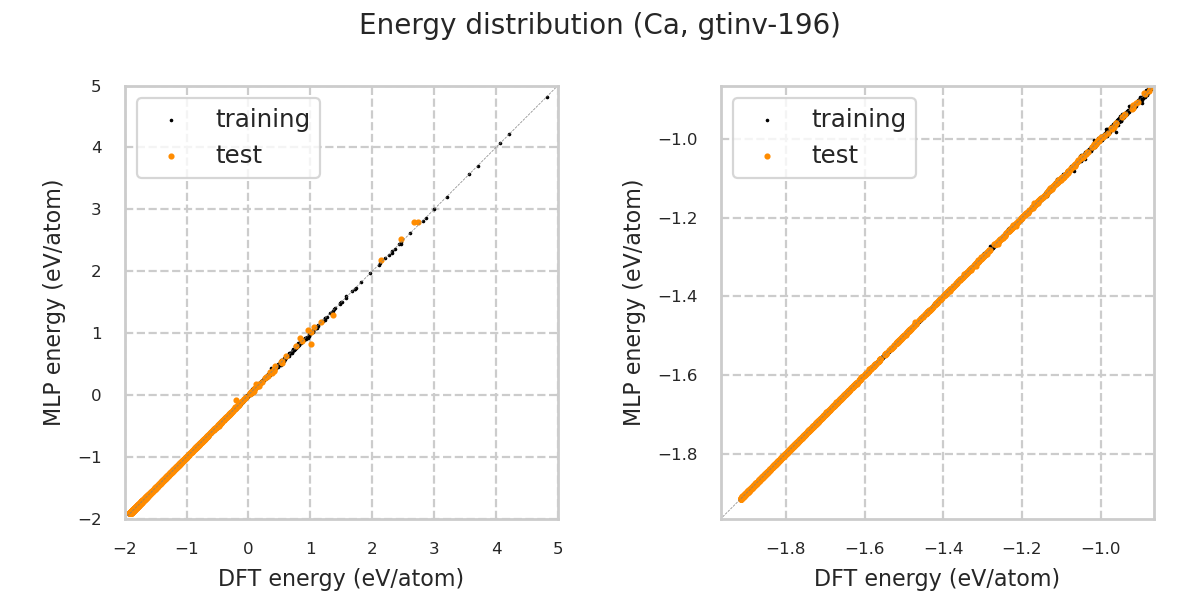 Energy distribution (Ca, gtinv-196)
MLP energy (eV/atom)
5
4
3
2
1
0
−1
−2
training
test
−2 −1 0 1 2 3 4 5
DFT energy (eV/atom)
MLP energy (eV/atom)
−1.0
−1.2
−1.4
−1.6
−1.8
training
test
−1.8 −1.6 −1.4 −1.2 −1.0
DFT energy (eV/atom)